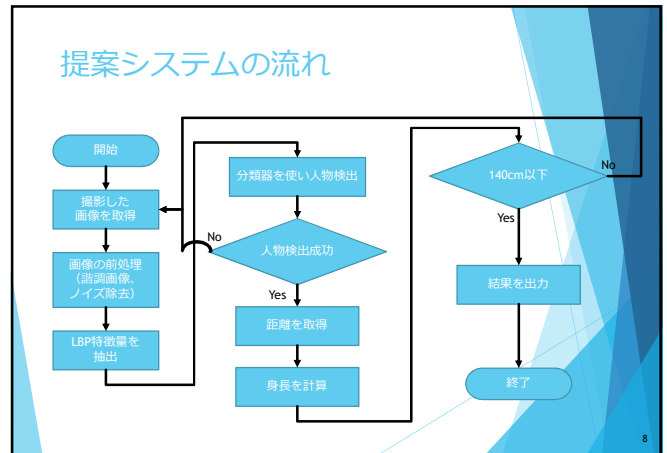 提案システムの流れ
開始
撮影した
画像を取得
画像の前処理
（諧調画像、
ノイズ除去）
LBP特徴量を
抽出
分類器を使い人物検出
人物検出成功
No
Yes
距離を取得
身長を計算
140cm以下
No
Yes
結果を出力
終了
8